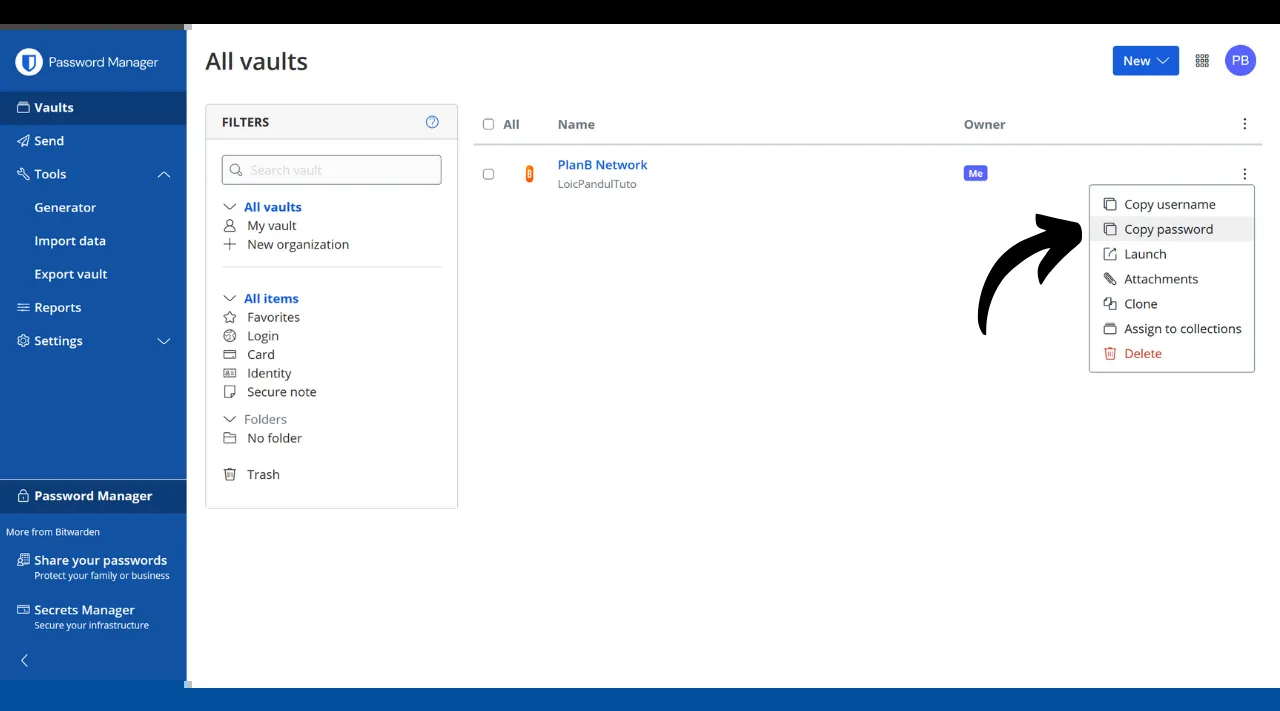 Password Manager
Vaults
Send
Tools
Generator
Import data
Export vault
Reports
Settings
Password Manager
More from Bitwarden
Share your passwords
Protect your family or business
Secrets Manager
Secure your infrastructure
All vaults
New
PB
FILTERS
Search vault
All vaults
My vault
New organization
All items
Favorites
Login
Card
Identity
Secure note
Folders
No folder
Trash
All Name Owner
B PlanB Network Me
LoicPandulTuto
Copy username
Copy password
Launch
Attachments
Clone
Assign to collections
Delete